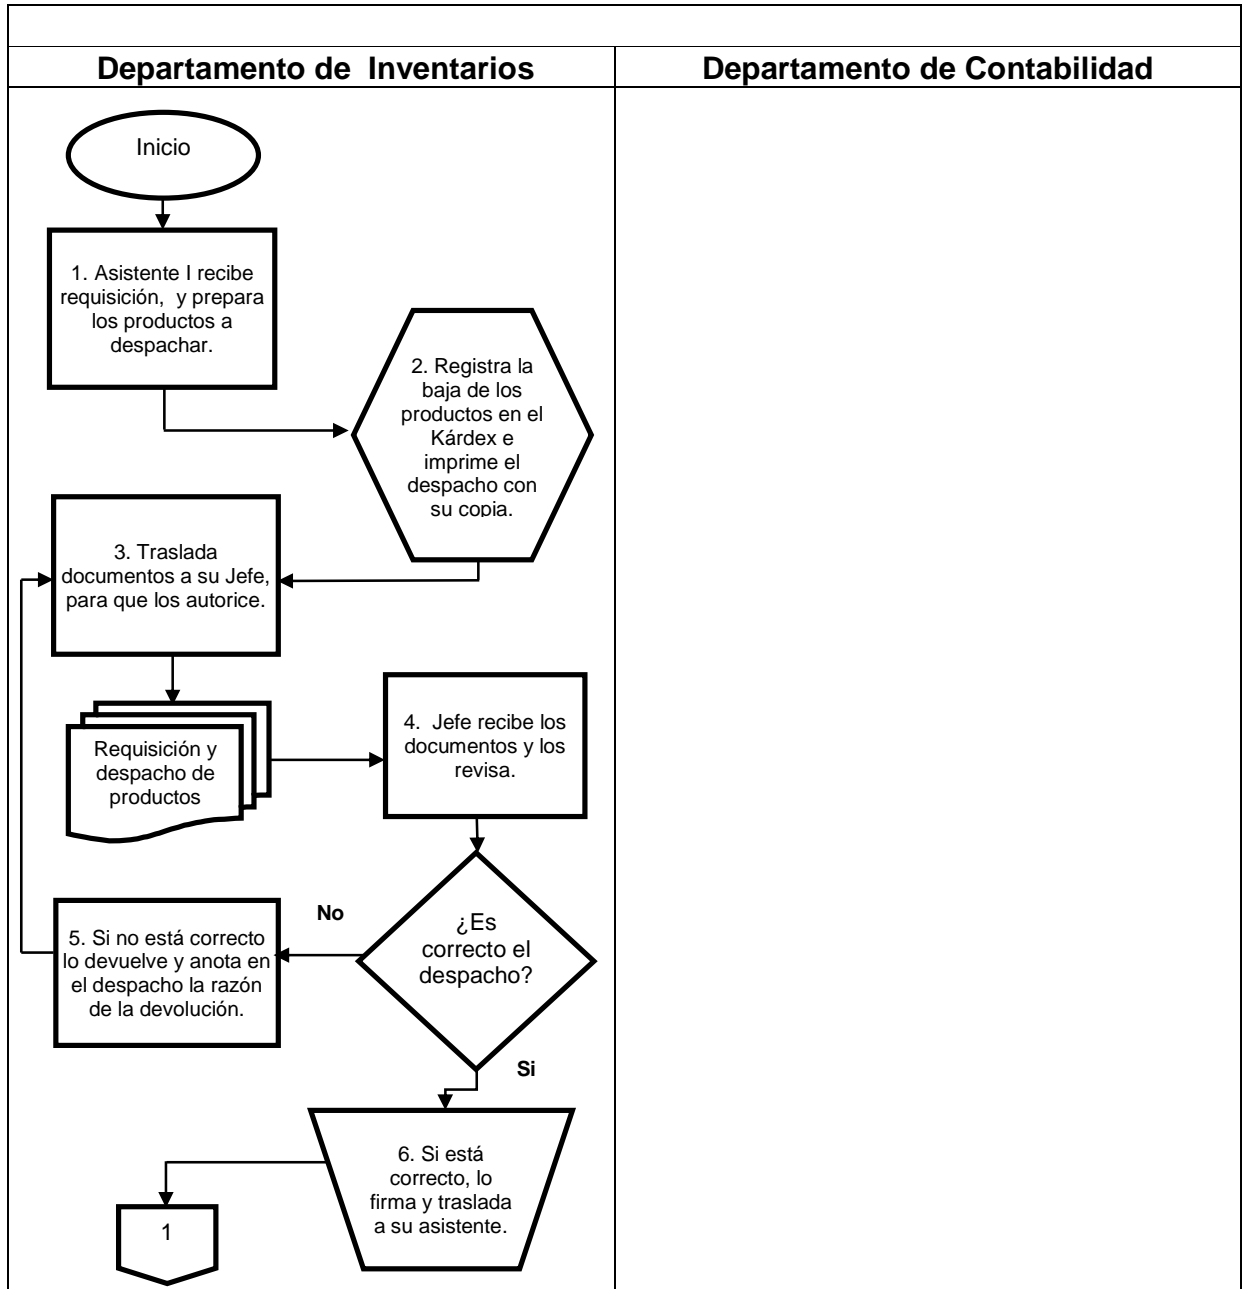 Departamento de Inventarios
Departamento de Contabilidad
Inicio
1. Asistente I recibe
requisición, y prepara
los productos a
despachar.
2. Registra la
baja de los
productos en el
Kárdex e
imprime el
despacho con
su copia.
3. Traslada
documentos a su Jefe,
para que los autorice.
Requisición y
despacho de
productos
4. Jefe recibe los
documentos y los
revisa.
¿Es
correcto el
despacho?
No
5. Si no está correcto
lo devuelve y anota en
el despacho la razón
de la devolución.
Si
6. Si está
correcto, lo
firma y traslada
a su asistente.
1